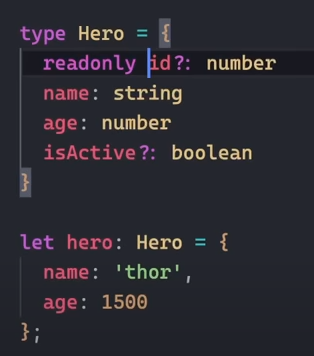 type Hero = {
readonly id?: number
name: string
age: number
isActive?: boolean
}
let hero: Hero = {
name: 'thor',
age: 1500
};